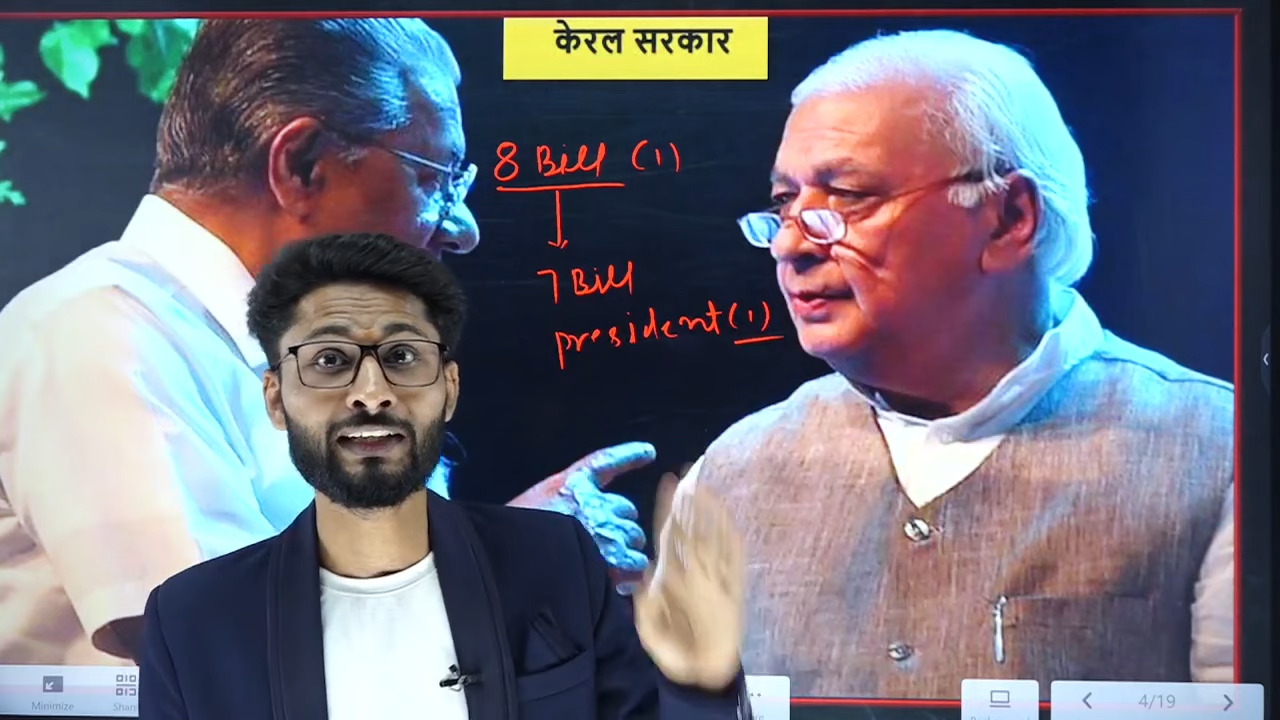 केरल सरकार
8 Bill (1)
7 Bill
president (1)
Minimize
4/19